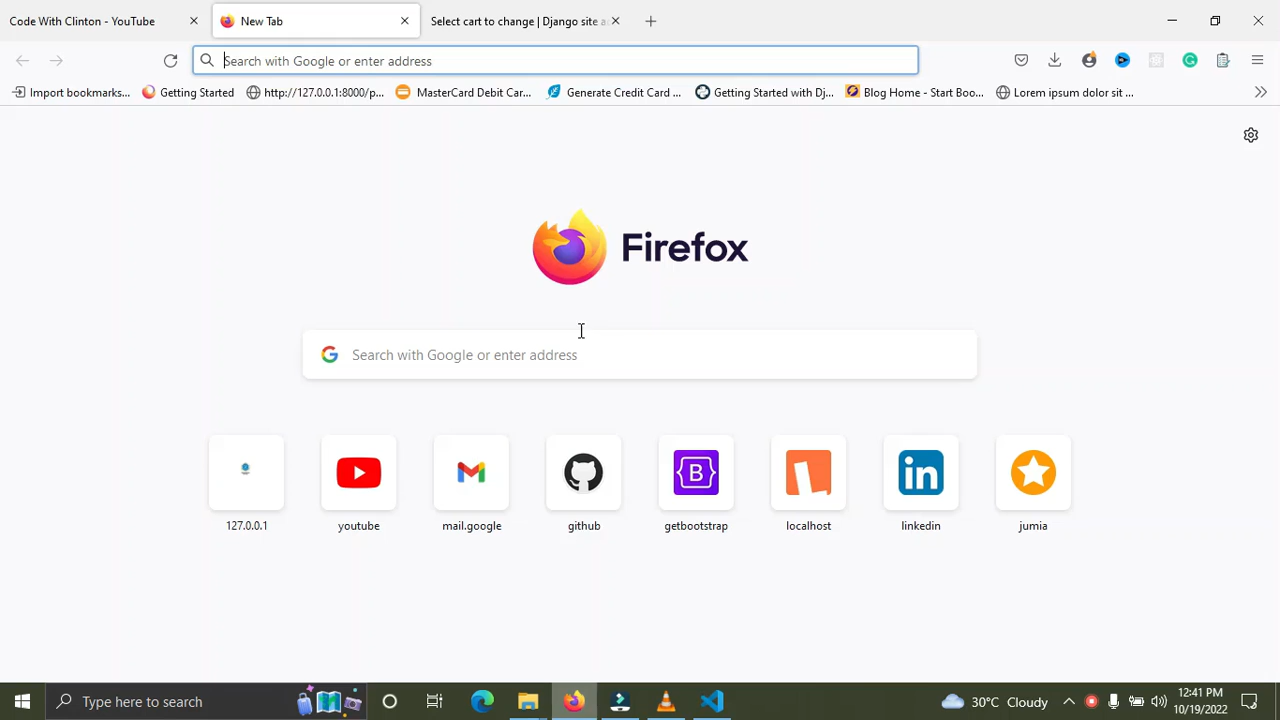 Code With Clinton - YouTube
New Tab
Select cart to change | Django site a
Search with Google or enter address
Import bookmarks...
Getting Started
http://127.0.0.1:8000/p...
MasterCard Debit Car...
Generate Credit Card ...
Getting Started with Dj...
Blog Home - Start Boo...
Lorem ipsum dolor sit ...
Firefox
Search with Google or enter address
127.0.0.1
youtube
mail.google
github
getbootstrap
localhost
linkedin
jumia
Type here to search
30°C Cloudy
12:41 PM
10/19/2022